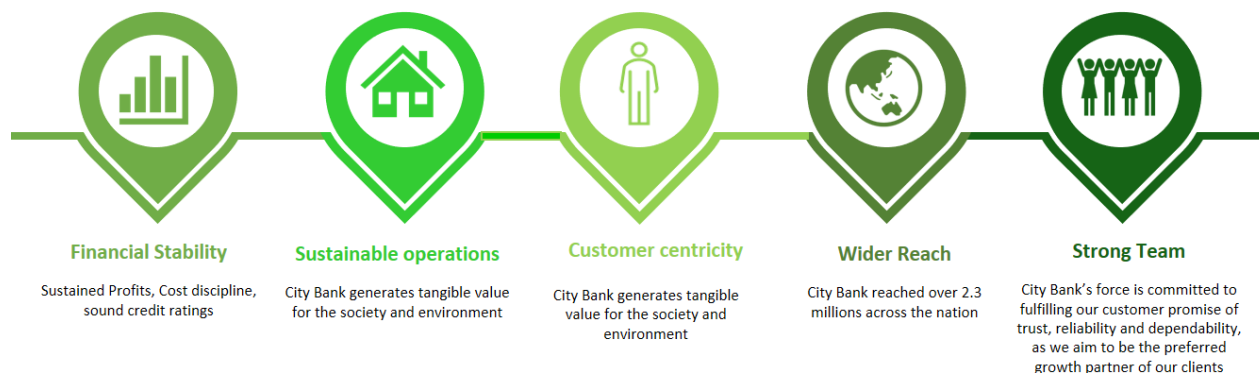 Financial Stability
Sustained Profits, Cost discipline,
sound credit ratings
Sustainable operations
City Bank generates tangible value
for the society and environment
Customer centricity
City Bank generates tangible
value for the society and
environment
Wider Reach
City Bank reached over 2.3
millions across the nation
Strong Team
City Bank's force is committed to
fulfilling our customer promise of
trust, reliability and dependability,
as we aim to be the preferred
growth partner of our clients